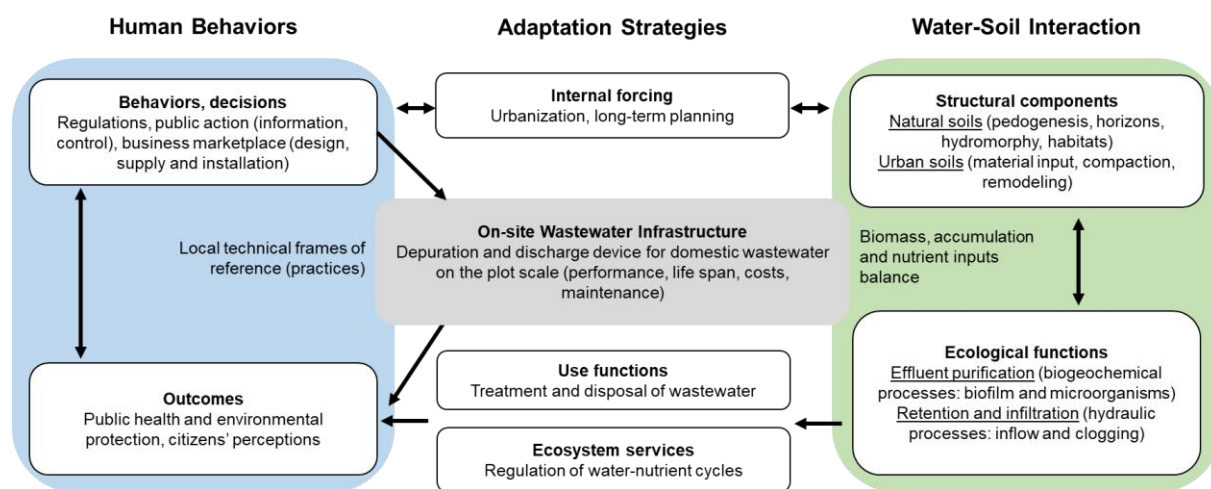 Human Behaviors
Adaptation Strategies
Water-Soil Interaction
Behaviors, decisions
Regulations, public action (information,
control), business marketplace (design,
supply and installation)
Internal forcing
Urbanization, long-term planning
Structural components
Natural soils (pedogenesis, horizons,
hydromorphy, habitats)
Urban soils (material input, compaction,
remodeling)
Local technical frames of
reference (practices)
On-site Wastewater Infrastructure
Depuration and discharge device for domestic wastewater
on the plot scale (performance, life span, costs,
maintenance)
Biomass, accumulation
and nutrient inputs
balance
Outcomes
Public health and environmental
protection, citizens’ perceptions
Use functions
Treatment and disposal of wastewater
Ecosystem services
Regulation of water-nutrient cycles
Ecological functions
Effluent purification (biogeochemical
processes: biofilm and microorganisms)
Retention and infiltration (hydraulic
processes: inflow and clogging)